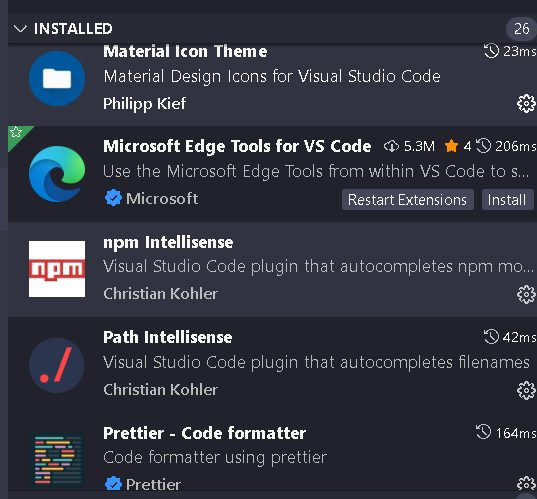 INSTALLED 26
Material Icon Theme 23ms
Material Design Icons for Visual Studio Code
Philipp Kief
Microsoft Edge Tools for VS Code 5.3M 4 206ms
Use the Microsoft Edge Tools from within VS Code to s...
Microsoft Restart Extensions Install
npm Intellisense
npm
Visual Studio Code plugin that autocompletes npm mo...
Christian Kohler
Path Intellisense 42ms
Visual Studio Code plugin that autocompletes filenames
Christian Kohler
Prettier - Code formatter 164ms
Code formatter using prettier
Prettier